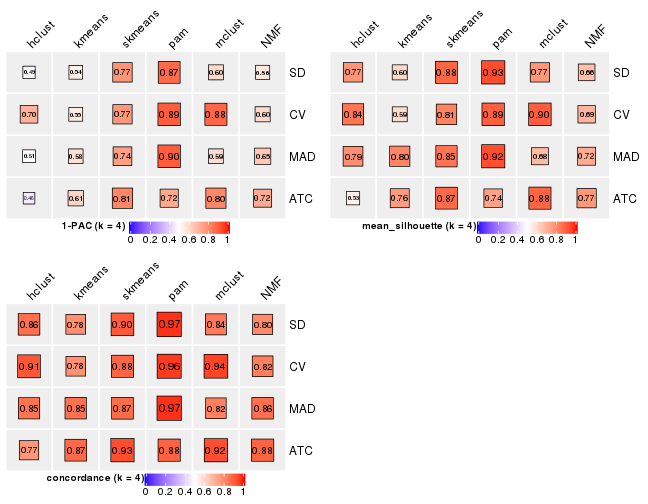 hclust kmeans skmeans pam mclust NMF
0.49 0.54 0.77 0.87 0.60 0.56 SD
0.70 0.55 0.77 0.89 0.88 0.60 CV
0.51 0.58 0.74 0.90 0.59 0.65 MAD
0.61 0.81 0.72 0.80 0.72 ATC
1-PAC (k = 4)
0 0.2 0.4 0.6 0.8 1
hclust kmeans skmeans pam mclust NMF
0.77 0.60 0.88 0.93 0.77 0.66 SD
0.84 0.59 0.81 0.89 0.90 0.69 CV
0.79 0.80 0.85 0.92 0.68 0.72 MAD
0.53 0.76 0.87 0.74 0.88 0.77 ATC
mean_silhouette (k = 4)
0 0.2 0.4 0.6 0.8 1
hclust kmeans skmeans pam mclust NMF
0.86 0.78 0.90 0.97 0.84 0.80 SD
0.91 0.78 0.88 0.96 0.94 0.82 CV
0.85 0.85 0.87 0.97 0.82 0.86 MAD
0.77 0.87 0.93 0.88 0.92 0.88 ATC
concordance (k = 4)
0 0.2 0.4 0.6 0.8 1